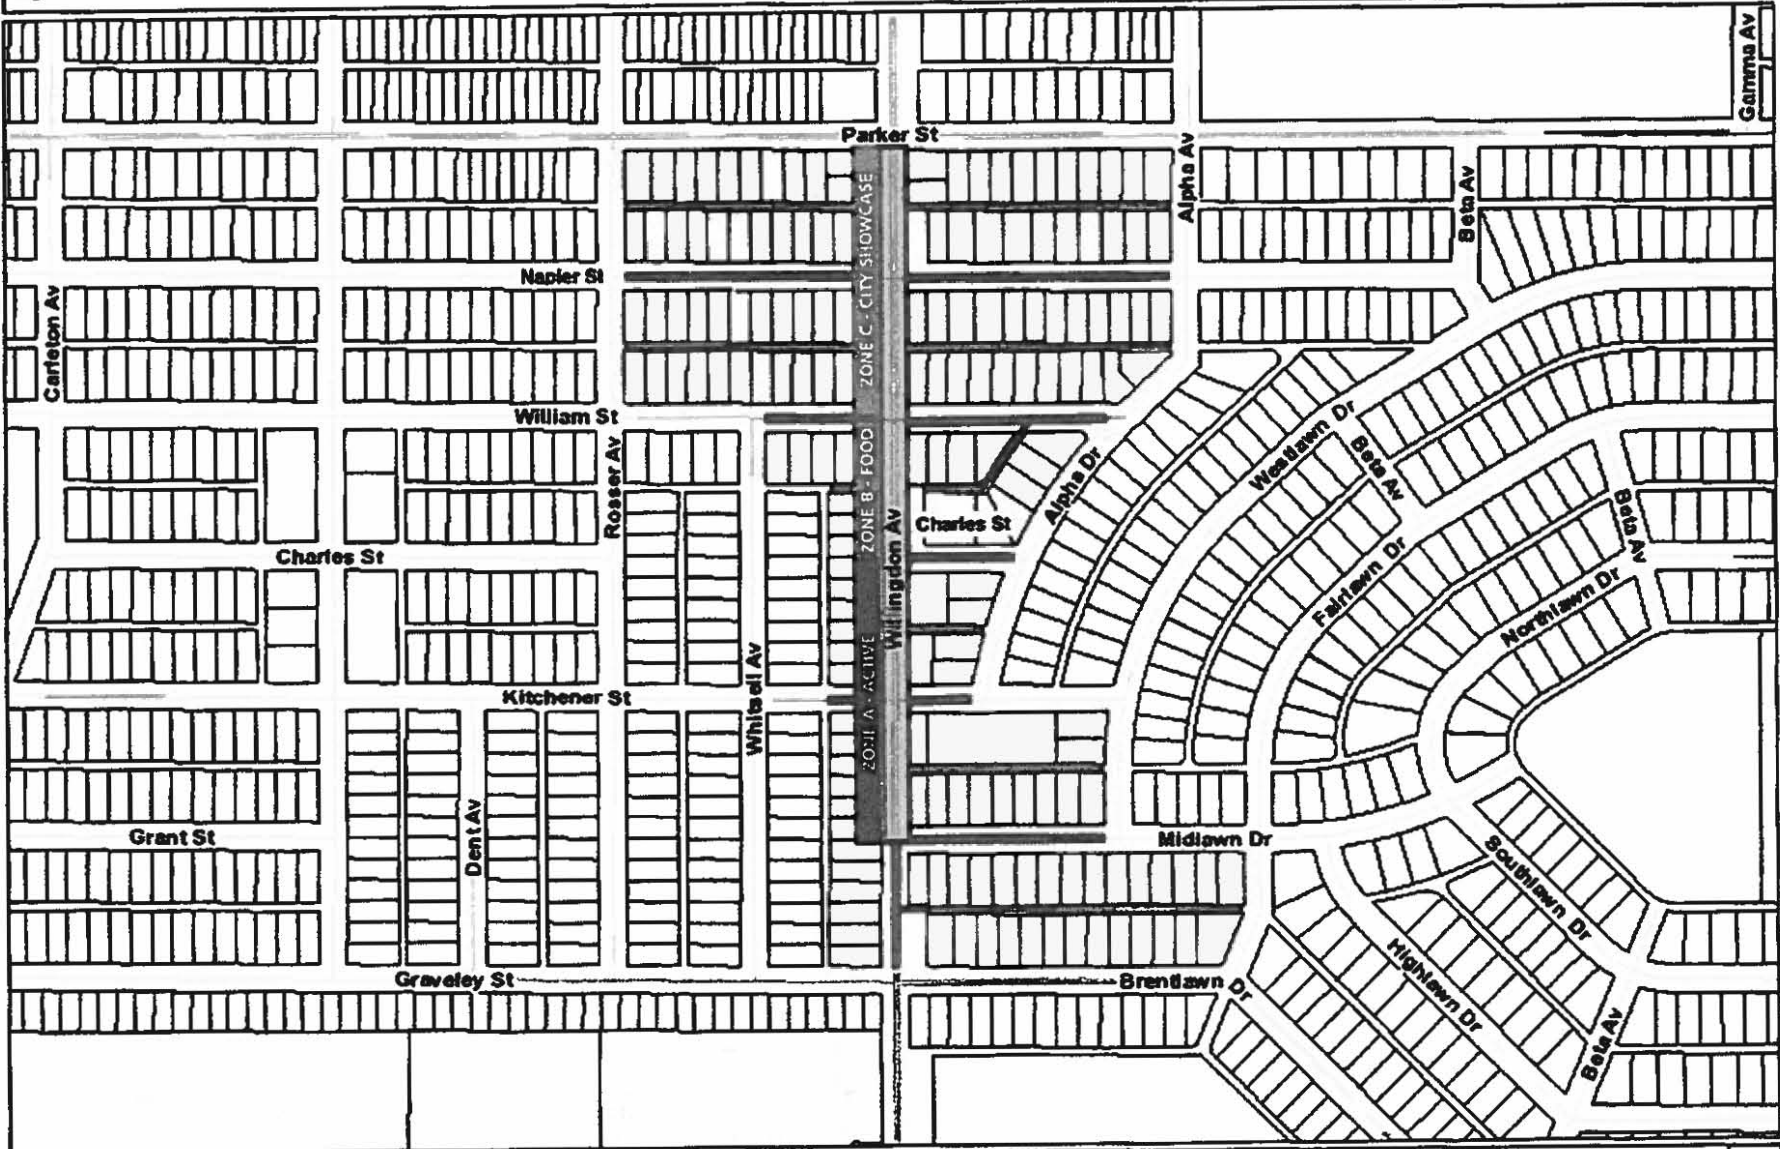 Gamma Av
Parker St
Alpha Av
Beta Av
ZONE C - CITY SHOWCASE
Napier St
Carleton Av
William St
Westlawn Dr
Beta Av
Rosser Av
ZONE B - FOOD
Alpha Dr
Charles St
Beta Av
Charles St
Willingdon Av
Fairlawn Dr
Northlawn Dr
Whitsell Av
ZONE A - ACTIVE
Kitchener St
Grant St
Dent Av
Midlawn Dr
Southlawn Dr
Highlawn Dr
Graveley St
Brentlawn Dr
Beta Av